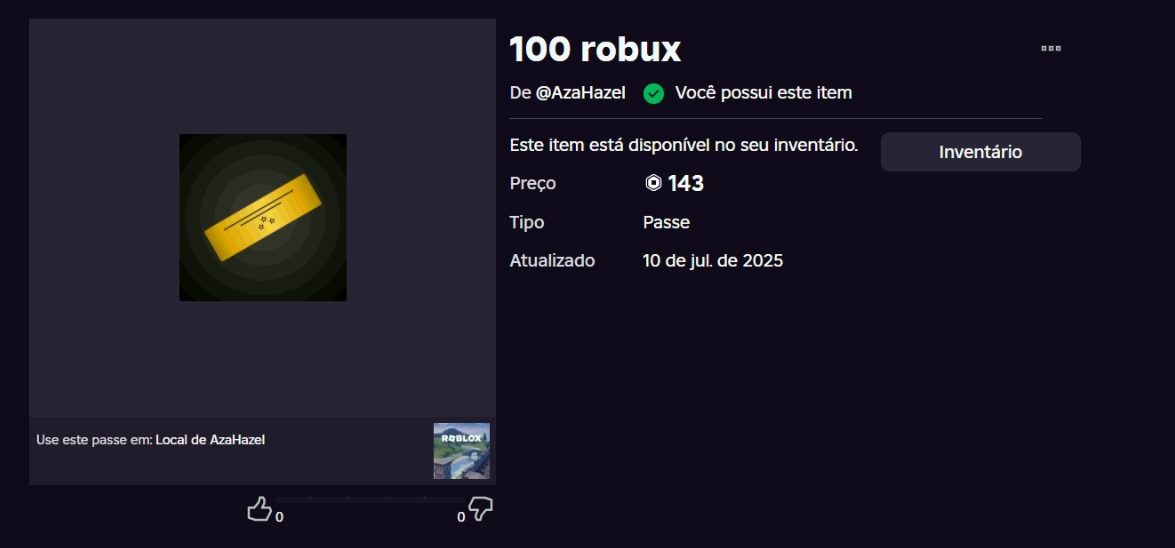 100 robux
De @AzaHazel Você possui este item
Este item está disponível no seu inventário.
Inventário
Preço 143
Tipo Passe
Atualizado 10 de jul. de 2025
Use este passe em: Local de AzaHazel
ROBLOX
0 0